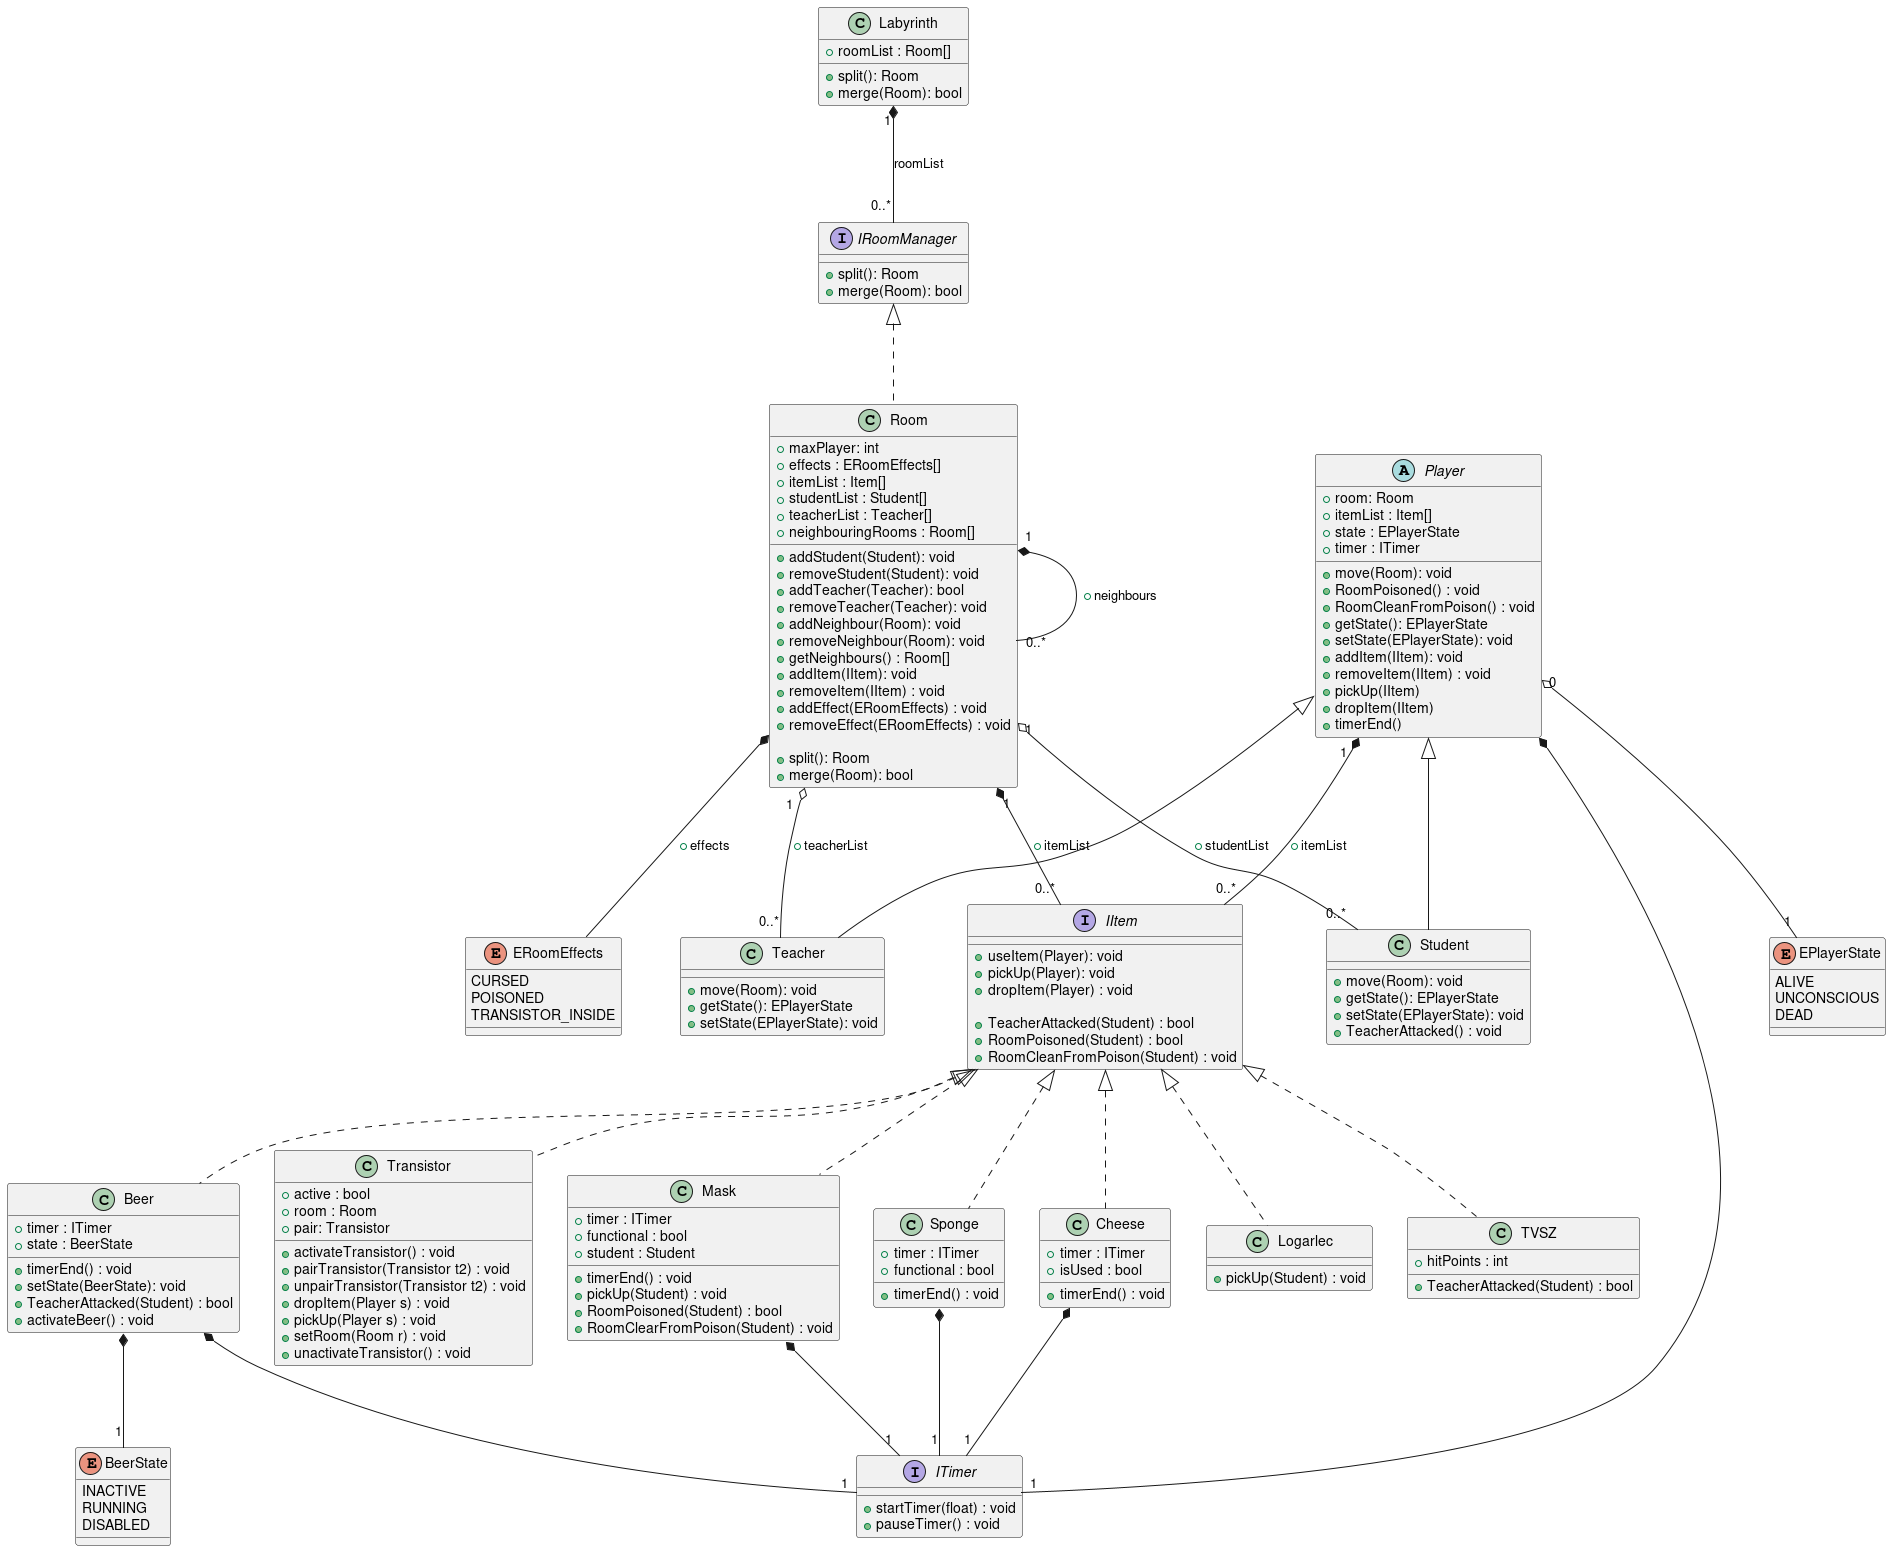 C Labyrinth
roomList : Room[]
split(): Room
merge(Room): bool
1
roomList
0..*
I IRoomManager
split(): Room
merge(Room): bool
C Room
maxPlayer: int
effects : ERoomEffects[]
itemList : Item[]
studentList : Student[]
teacherList : Teacher[]
neighbouringRooms : Room[]
addStudent(Student): void
removeStudent(Student): void
addTeacher(Teacher): bool
removeTeacher(Teacher): void
addNeighbour(Room): void
removeNeighbour(Room): void
getNeighbours() : Room[]
addItem(IItem): void
removeItem(IItem) : void
addEffect(ERoomEffects) : void
removeEffect(ERoomEffects) : void
split(): Room
merge(Room): bool
1
neighbours
0..*
A Player
room: Room
itemList : Item[]
state : EPlayerState
timer : ITimer
move(Room): void
RoomPoisoned() : void
RoomCleanFromPoison() : void
getState(): EPlayerState
setState(EPlayerState): void
addItem(IItem): void
removeItem(IItem) : void
pickUp(IItem)
dropItem(IItem)
timerEnd()
0
1
1
1
1
effects
teacherList
itemList
studentList
itemList
0..*
0..*
0..*
0..*
1
E ERoomEffects
CURSED
POISONED
TRANSISTOR_INSIDE
C Teacher
move(Room): void
getState(): EPlayerState
setState(EPlayerState): void
I IItem
useItem(Player): void
pickUp(Player): void
dropItem(Player) : void
TeacherAttacked(Student) : bool
RoomPoisoned(Student) : bool
RoomCleanFromPoison(Student) : void
C Student
move(Room): void
getState(): EPlayerState
setState(EPlayerState): void
TeacherAttacked() : void
E EPlayerState
ALIVE
UNCONSCIOUS
DEAD
C Beer
timer : ITimer
state : BeerState
timerEnd() : void
setState(BeerState): void
TeacherAttacked(Student) : bool
activateBeer() : void
C Transistor
active : bool
room : Room
pair: Transistor
activateTransistor() : void
pairTransistor(Transistor t2) : void
unpairTransistor(Transistor t2) : void
dropItem(Player s) : void
pickUp(Player s) : void
setRoom(Room r) : void
unactivateTransistor() : void
C Mask
timer : ITimer
functional : bool
student : Student
timerEnd() : void
pickUp(Student) : void
RoomPoisoned(Student) : bool
RoomClearFromPoison(Student) : void
C Sponge
timer : ITimer
functional : bool
timerEnd() : void
C Cheese
timer : ITimer
isUsed : bool
timerEnd() : void
C Logarlec
pickUp(Student) : void
C TVSZ
hitPoints : int
TeacherAttacked(Student) : bool
1
1
1
1
1
1
E BeerState
INACTIVE
RUNNING
DISABLED
I ITimer
startTimer(float) : void
pauseTimer() : void